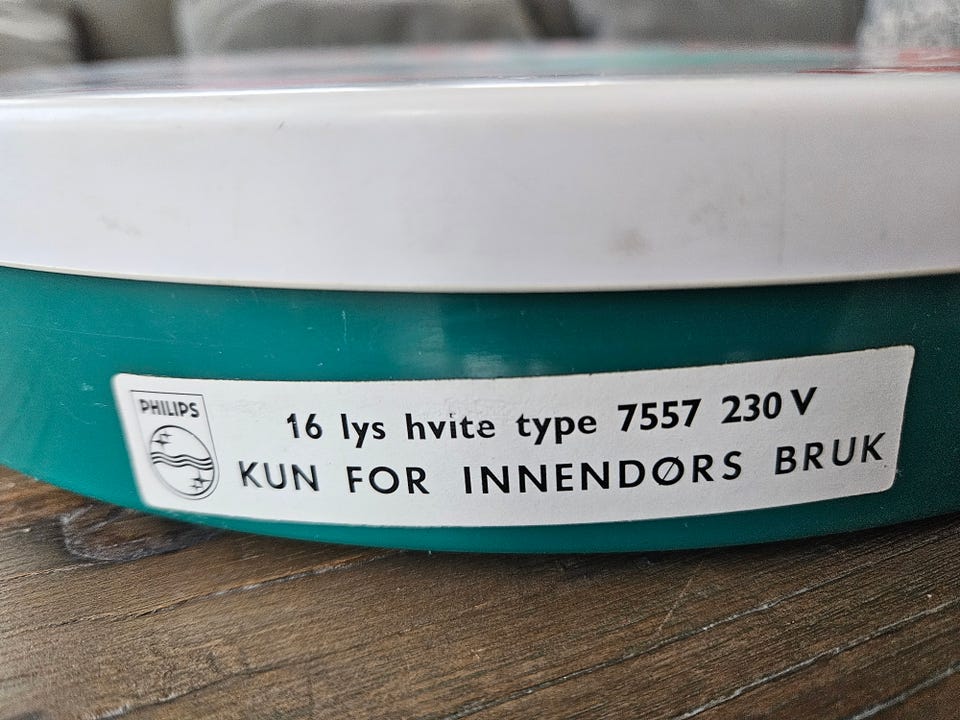 PHILIPS
16 lys hvite type 7557 230 V
KUN FOR INNENDØRS BRUK